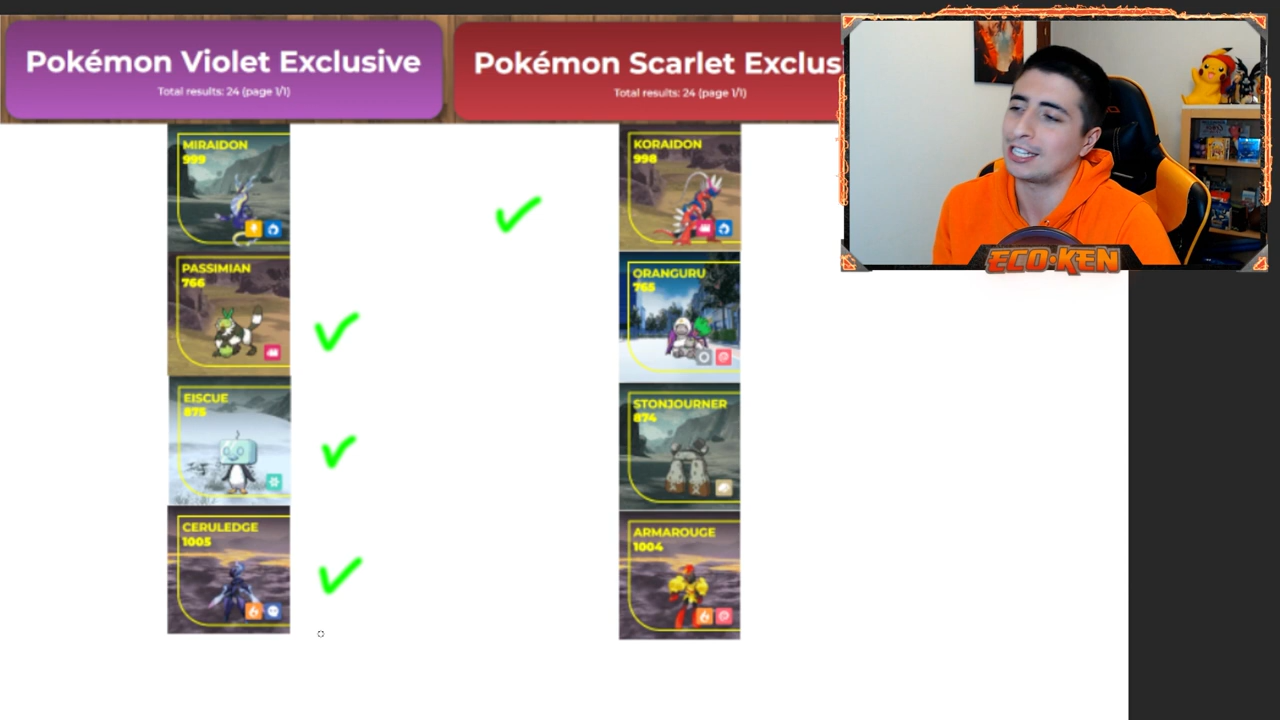 Pokémon Violet Exclusive
Total results: 24 (page 1/1)
MIRAIDON
999
PASSIMIAN
766
EISCUE
875
CERULEDGE
1005
Pokémon Scarlet Exclus
Total results: 24 (page 1/1)
KORAIDON
998
ORANGURU
765
STONJOURNER
874
ARMAROUGE
1004
ECO·KEN